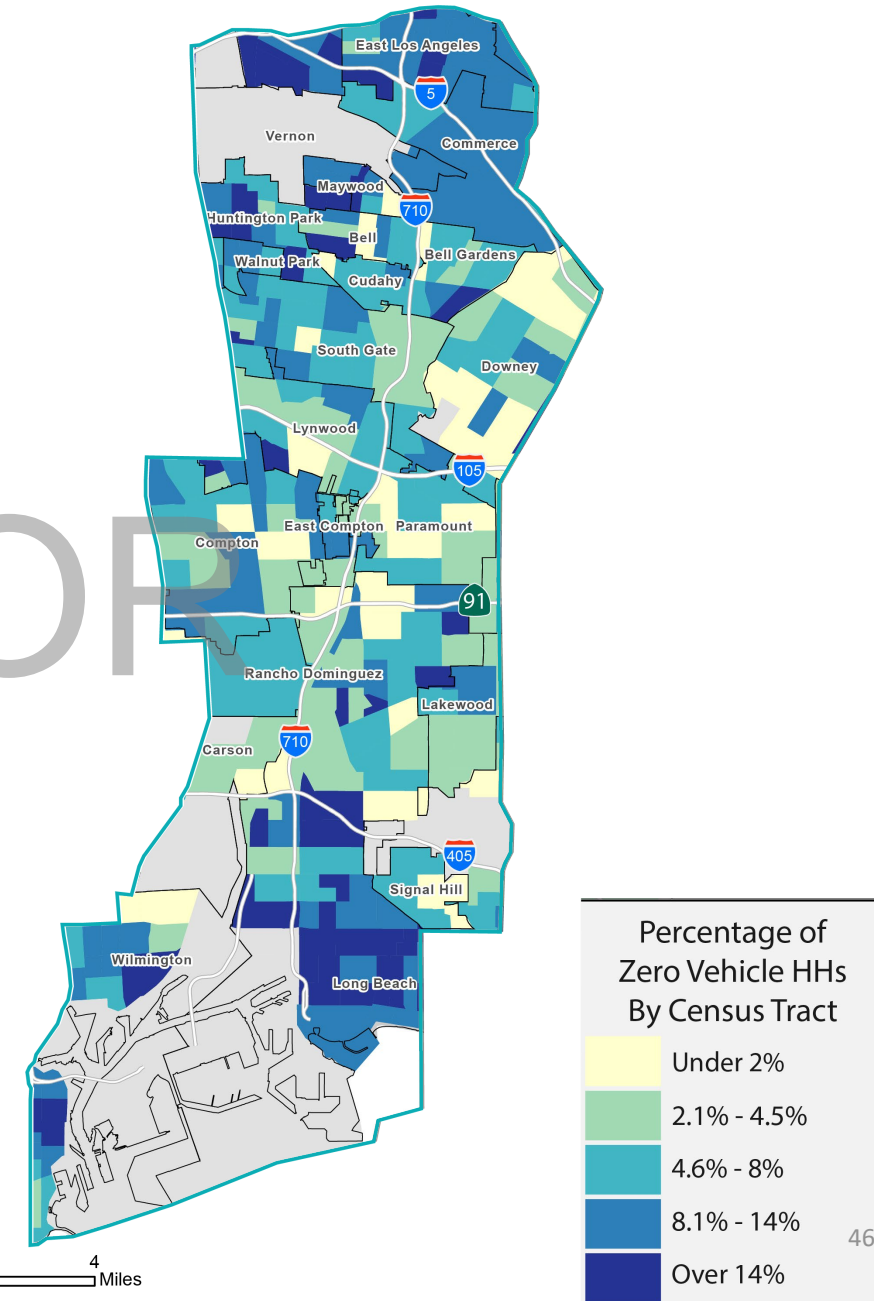 East Los Angeles
5
Vernon
Commerce
Maywood
710
Huntington Park
Bell
Bell Gardens
Walnut Park
Cudahy
South Gate
Downey
Lynwood
105
East Compton
Paramount
Compton
OR
91
Rancho Dominguez
Lakewood
Carson
710
405
Signal Hill
Wilmington
Long Beach
Percentage of
Zero Vehicle HHs
By Census Tract
Under 2%
2.1% - 4.5%
4.6% - 8%
8.1% - 14%
Over 14%
46
4
Miles